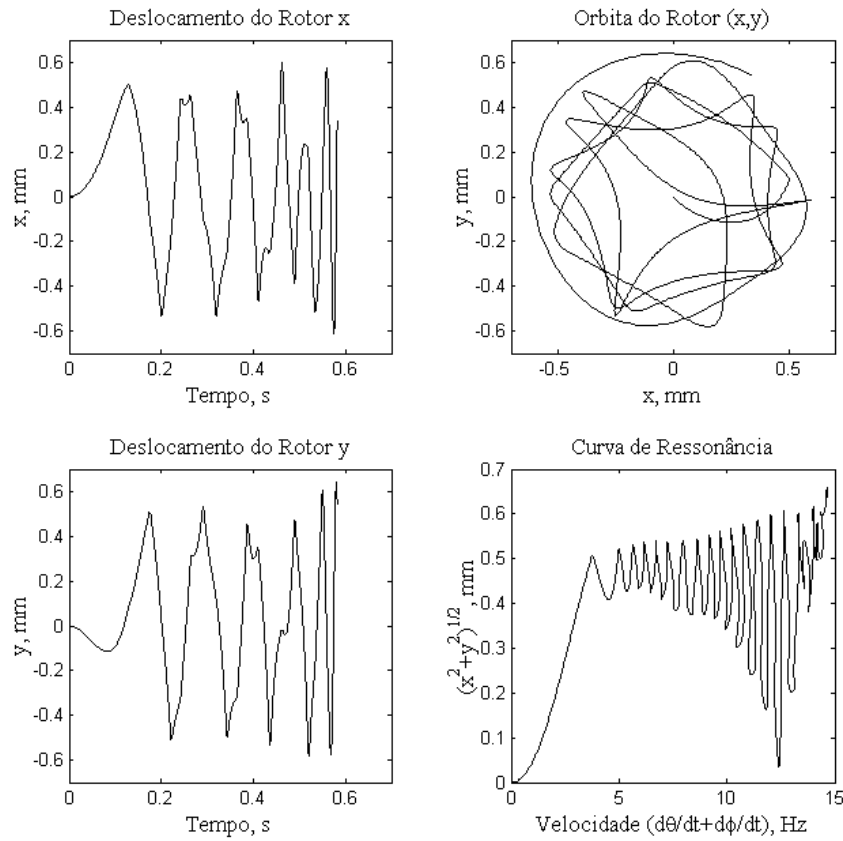 Deslocamento do Rotor x
0.6
0.4
0.2
0
-0.2
-0.4
-0.6
x, mm
0 0.2 0.4 0.6
Tempo, s
Orbita do Rotor (x,y)
0.6
0.4
0.2
0
-0.2
-0.4
-0.6
y, mm
-0.5 0 0.5
x, mm
Deslocamento do Rotor y
0.6
0.4
0.2
0
-0.2
-0.4
-0.6
y, mm
0 0.2 0.4 0.6
Tempo, s
Curva de Ressonância
0.7
0.6
0.5
0.4
0.3
0.2
0.1
0
(x²+y²)^1/2, mm
0 5 10 15
Velocidade (dθ/dt+dϕ/dt), Hz